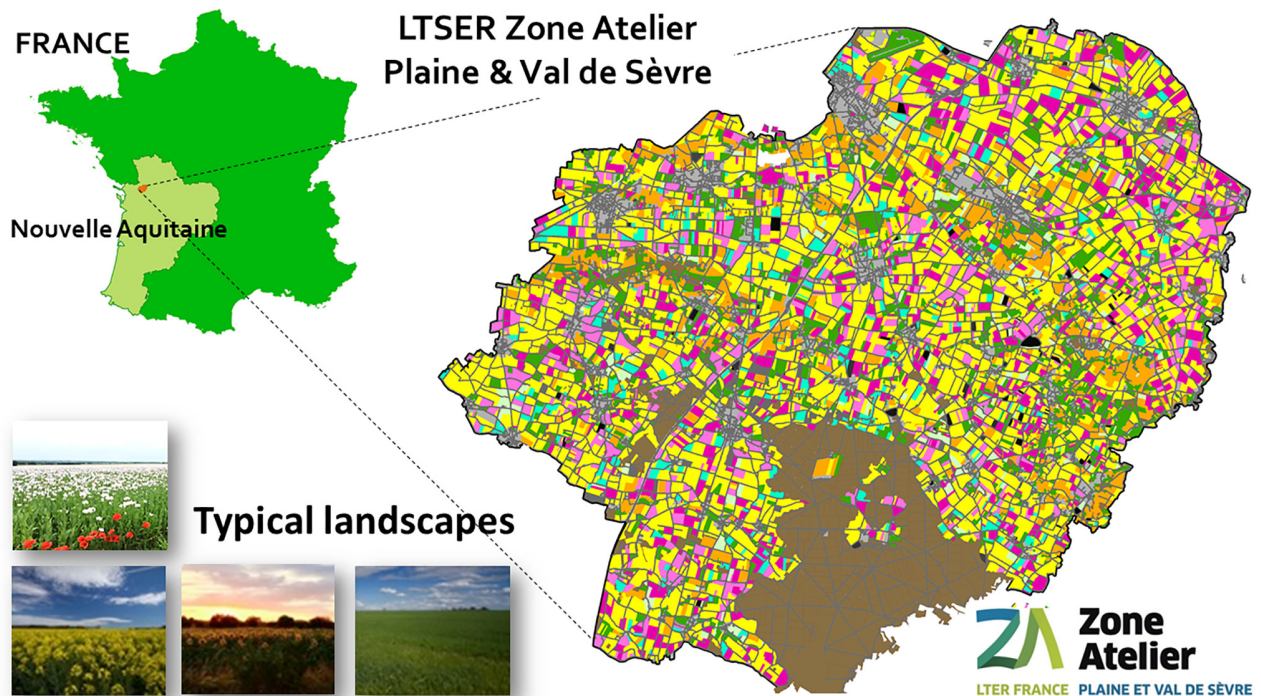 FRANCE
LTSER Zone Atelier
Plaine & Val de Sèvre
Nouvelle Aquitaine
Typical landscapes
ZA
Zone
Atelier
LTER FRANCE PLAINE ET VAL DE SÈVRE